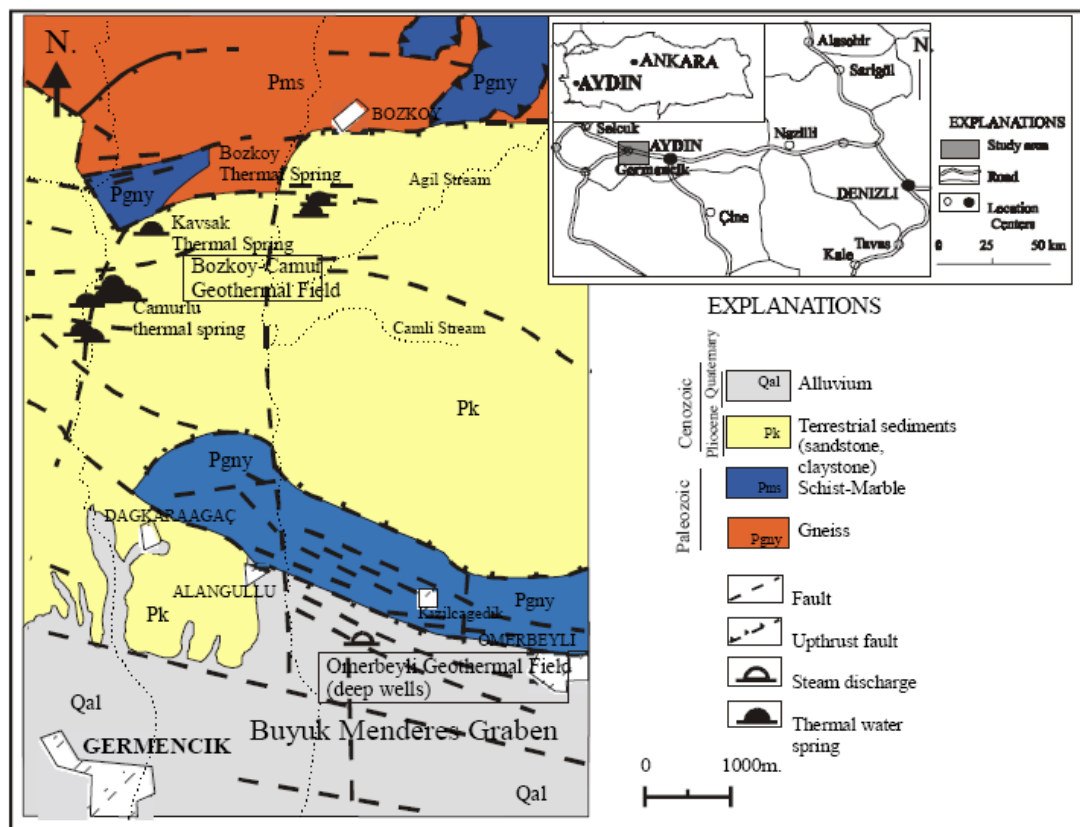 N.
Pms
Pgny
BOZKOY
Bozkoy
Thermal Spring
Pgny
Agil Stream
Kavsak
Thermal Spring
Bozkoy-Camur
Geothermal Field
Camurlu
thermal spring
Camli Stream
Pk
Pgny
DAGKARAAGAÇ
ALANGULLU
Pk
Kizilcagedik
Pgny
OMERBEYLI
Omerbeyli Geothermal Field
(deep wells)
Qal
Buyuk Menderes Graben
GERMENCIK
Qal
ANKARA
AYDIN
Alasehir
N.
Sarigöl
Selcuk
AYDIN
Nazilli
Germencik
DENIZLI
Çine
Tavas
Kale
EXPLANATIONS
Study area
Road
Location
Centers
0 25 50 km
EXPLANATIONS
Cenozoic
Quaternary
Pliocene
Paleozoic
Qal Alluvium
Pk Terrestrial sediments
(sandstone,
claystone)
Pms Schist-Marble
Pgny Gneiss
Fault
Upthrust fault
Steam discharge
Thermal water
spring
0 1000m.